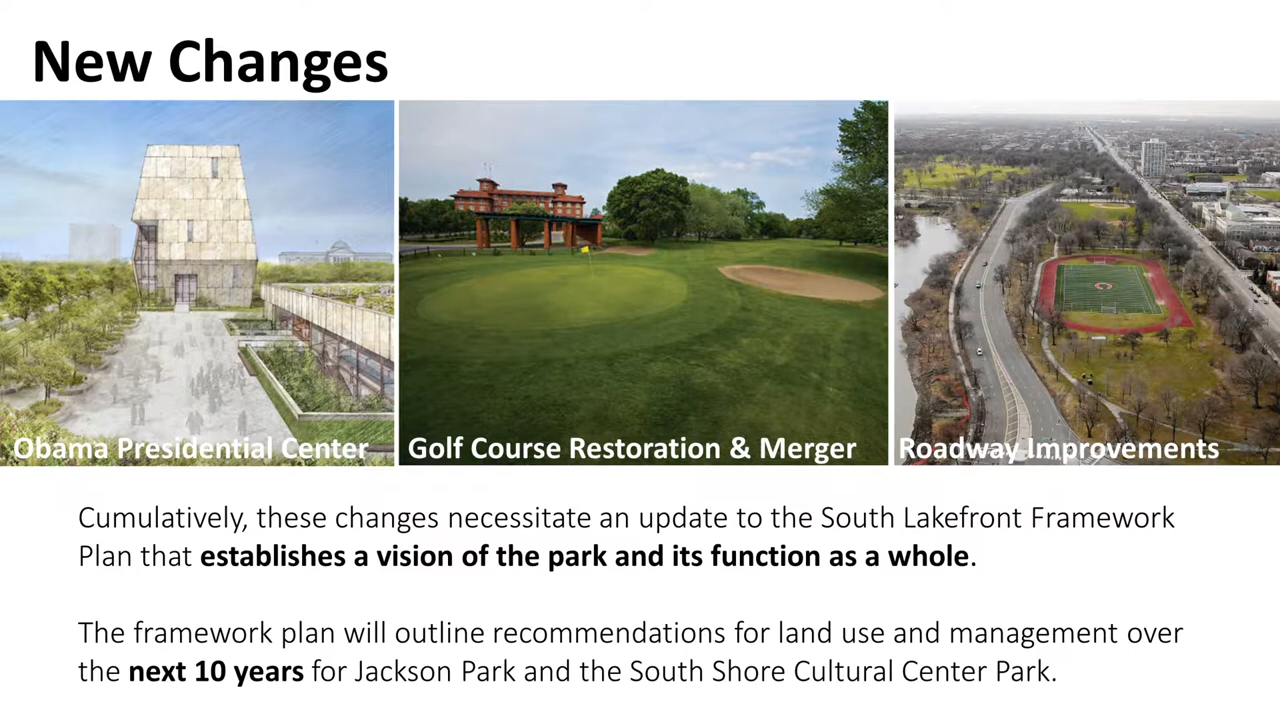 New Changes
Obama Presidential Center
Golf Course Restoration & Merger
Roadway Improvements
Cumulatively, these changes necessitate an update to the South Lakefront Framework
Plan that establishes a vision of the park and its function as a whole.
The framework plan will outline recommendations for land use and management over
the next 10 years for Jackson Park and the South Shore Cultural Center Park.